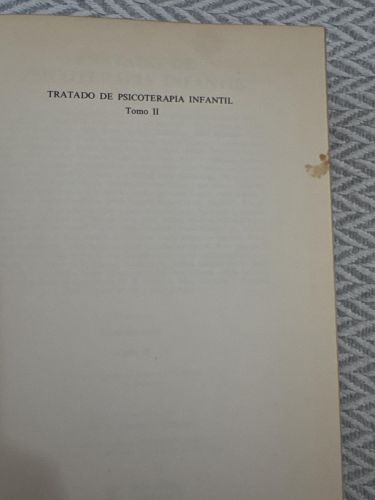 TRATADO DE PSICOTERAPIA INFANTIL
Tomo II